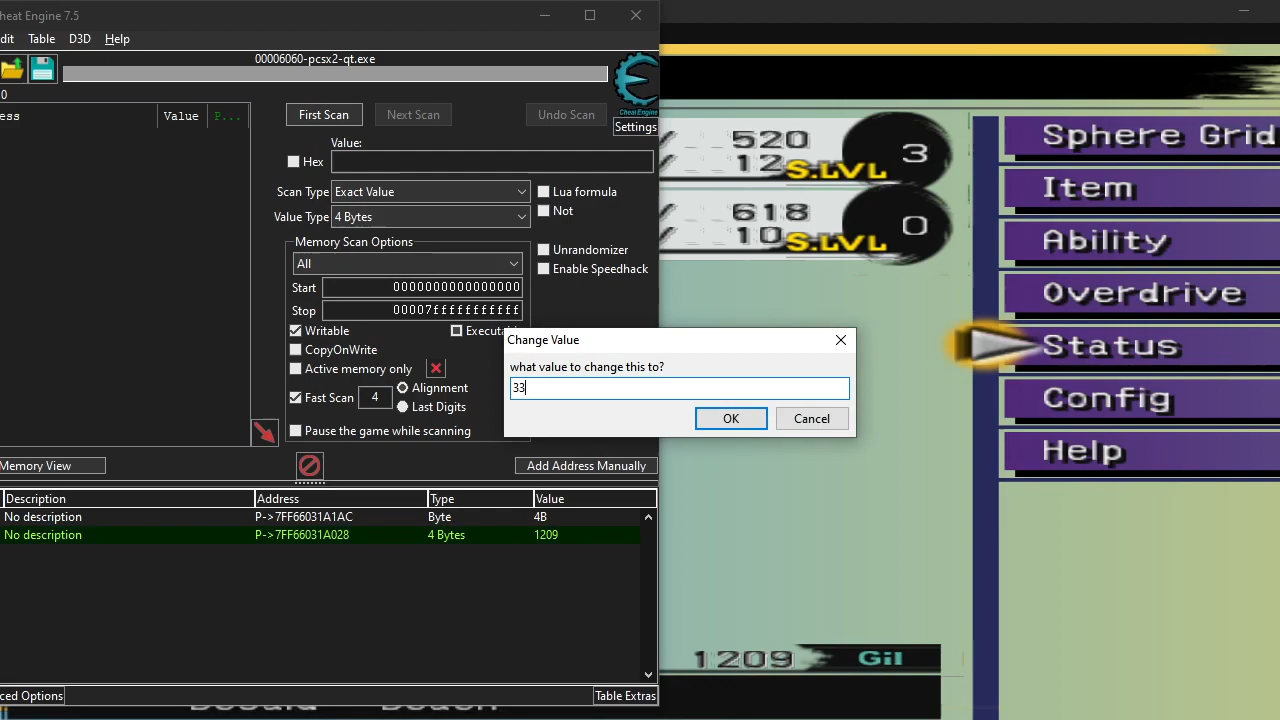 Cheat Engine 7.5
dit Table D3D Help
00006060-pcsx2-qt.exe
0
ess Value P...
First Scan Next Scan Undo Scan
Cheat Engine
Settings
Value:
Hex
Scan Type Exact Value Lua formula
Not
Value Type 4 Bytes
Memory Scan Options
All
Unrandomizer
Enable Speedhack
Start 0000000000000000
Stop 00007fffffffffff
Writable Executa
CopyOnWrite
Active memory only
Fast Scan 4 Alignment
Last Digits
Pause the game while scanning
Memory View Add Address Manually
Description Address Type Value
No description P->7FF66031A1AC Byte 4B
No description P->7FF66031A028 4 Bytes 1209
ced Options Table Extras
Change Value
what value to change this to?
33
OK Cancel
/ 520 3
/ 12 S.LVL
/ 618 0
/ 10 S.LVL
Sphere Grid
Item
Ability
Overdrive
Status
Config
Help
1209 Gil